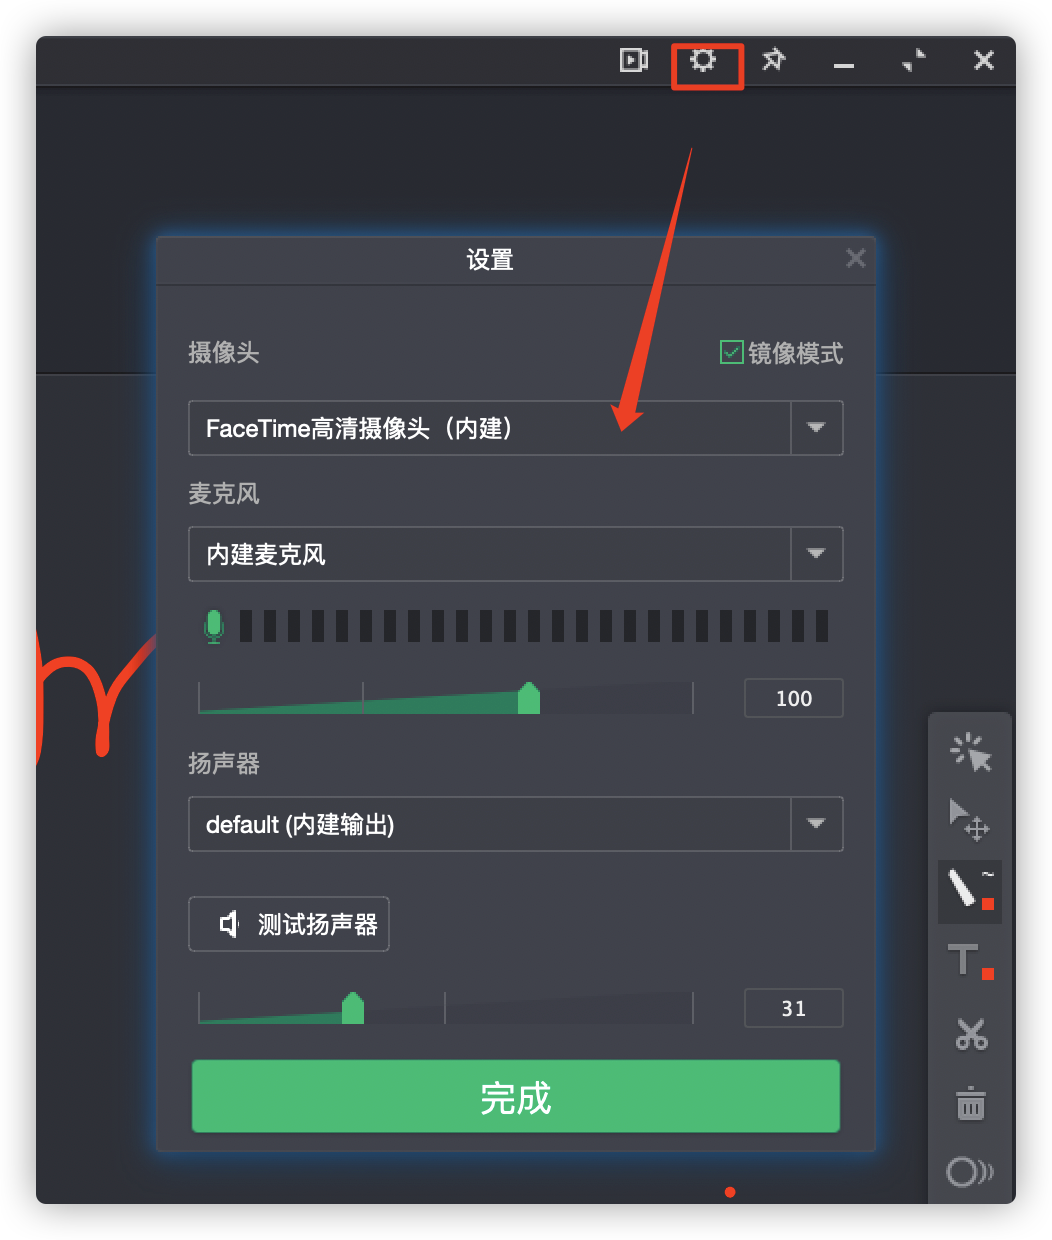 设置
摄像头
镜像模式
FaceTime高清摄像头（内建）
麦克风
内建麦克风
100
扬声器
default (内建输出)
测试扬声器
31
完成